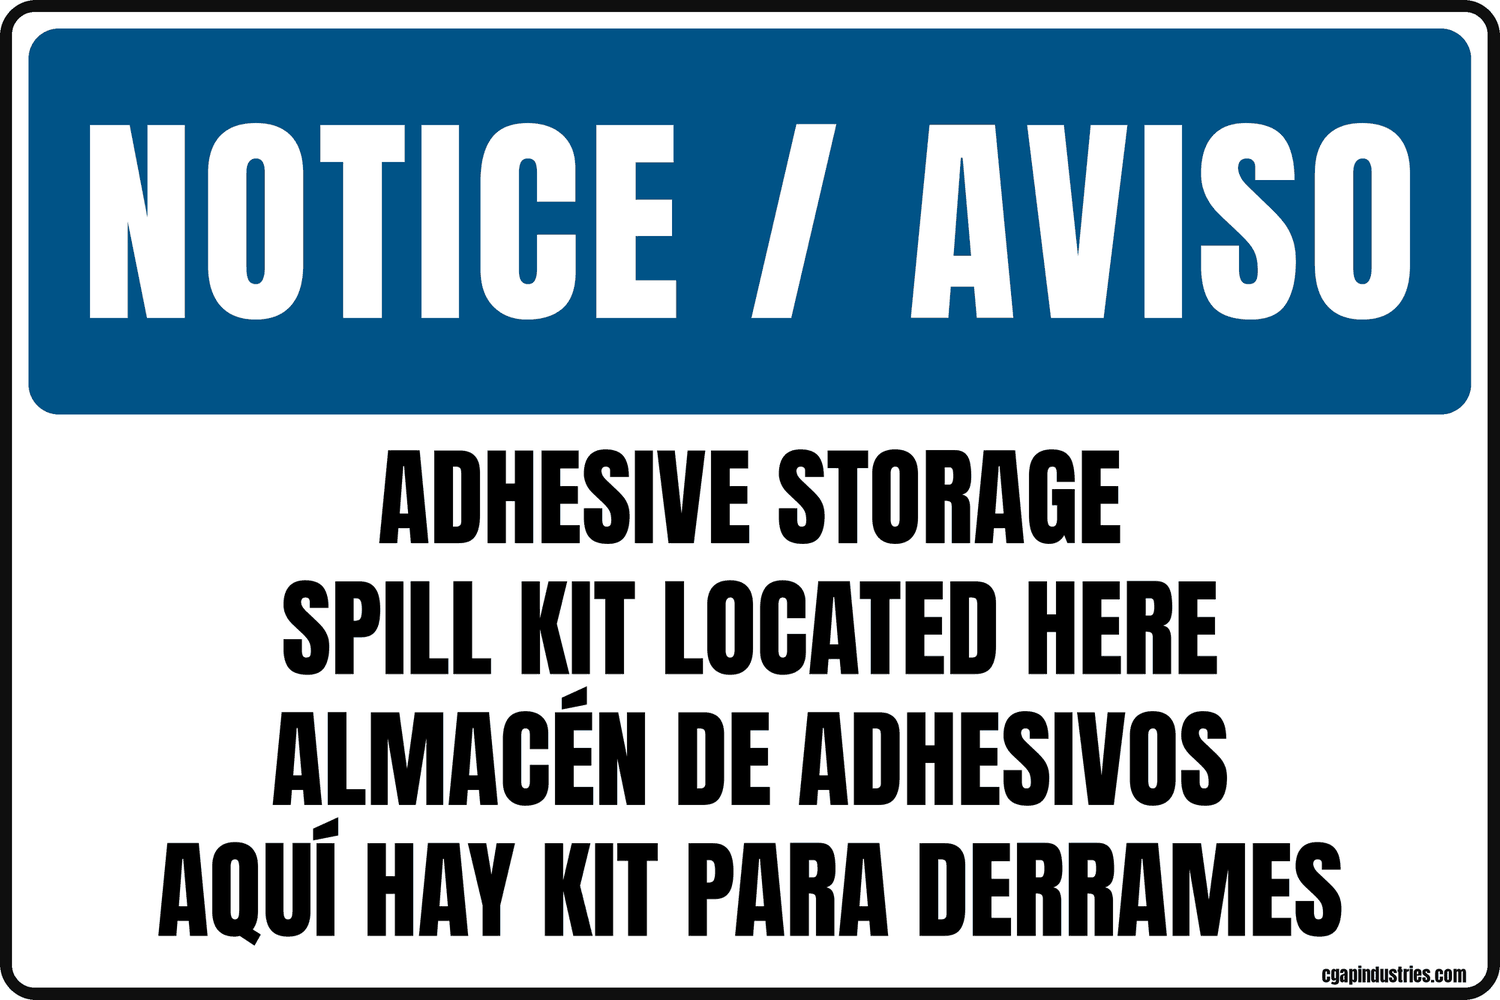 NOTICE / AVISO
ADHESIVE STORAGE
SPILL KIT LOCATED HERE
ALMACÉN DE ADHESIVOS
AQUÍ HAY KIT PARA DERRAMES
cgapindustries.com